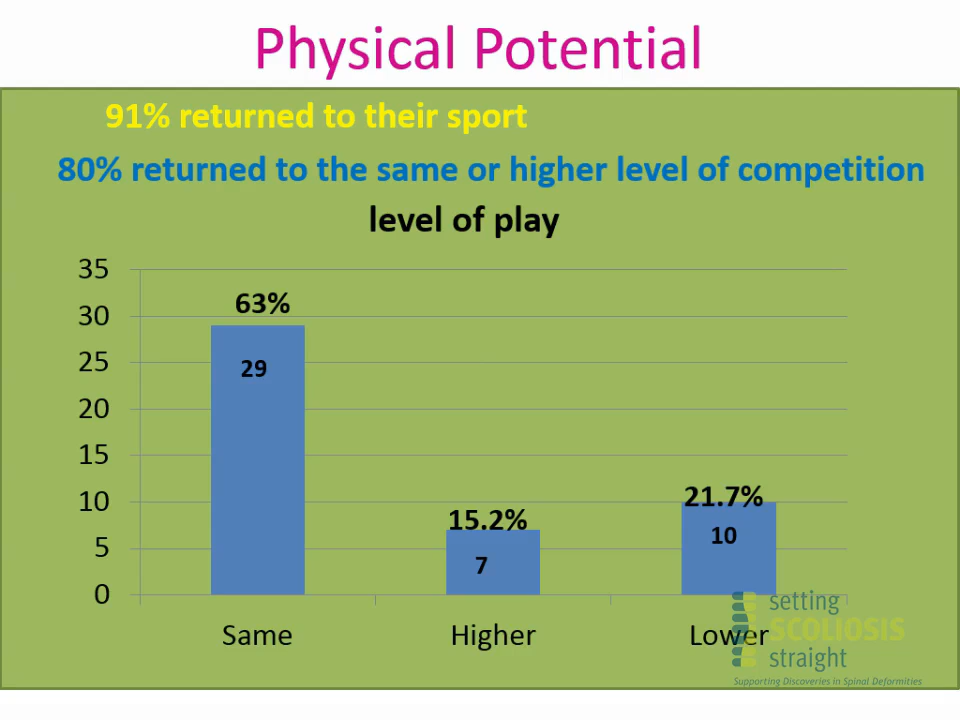 Physical Potential
91% returned to their sport
80% returned to the same or higher level of competition
level of play
35
30
25
20
15
10
5
0
63%
29
15.2%
7
21.7%
10
Same
Higher
Lower
setting
SCOLIOSIS
straight
Supporting Discoveries in Spinal Deformities